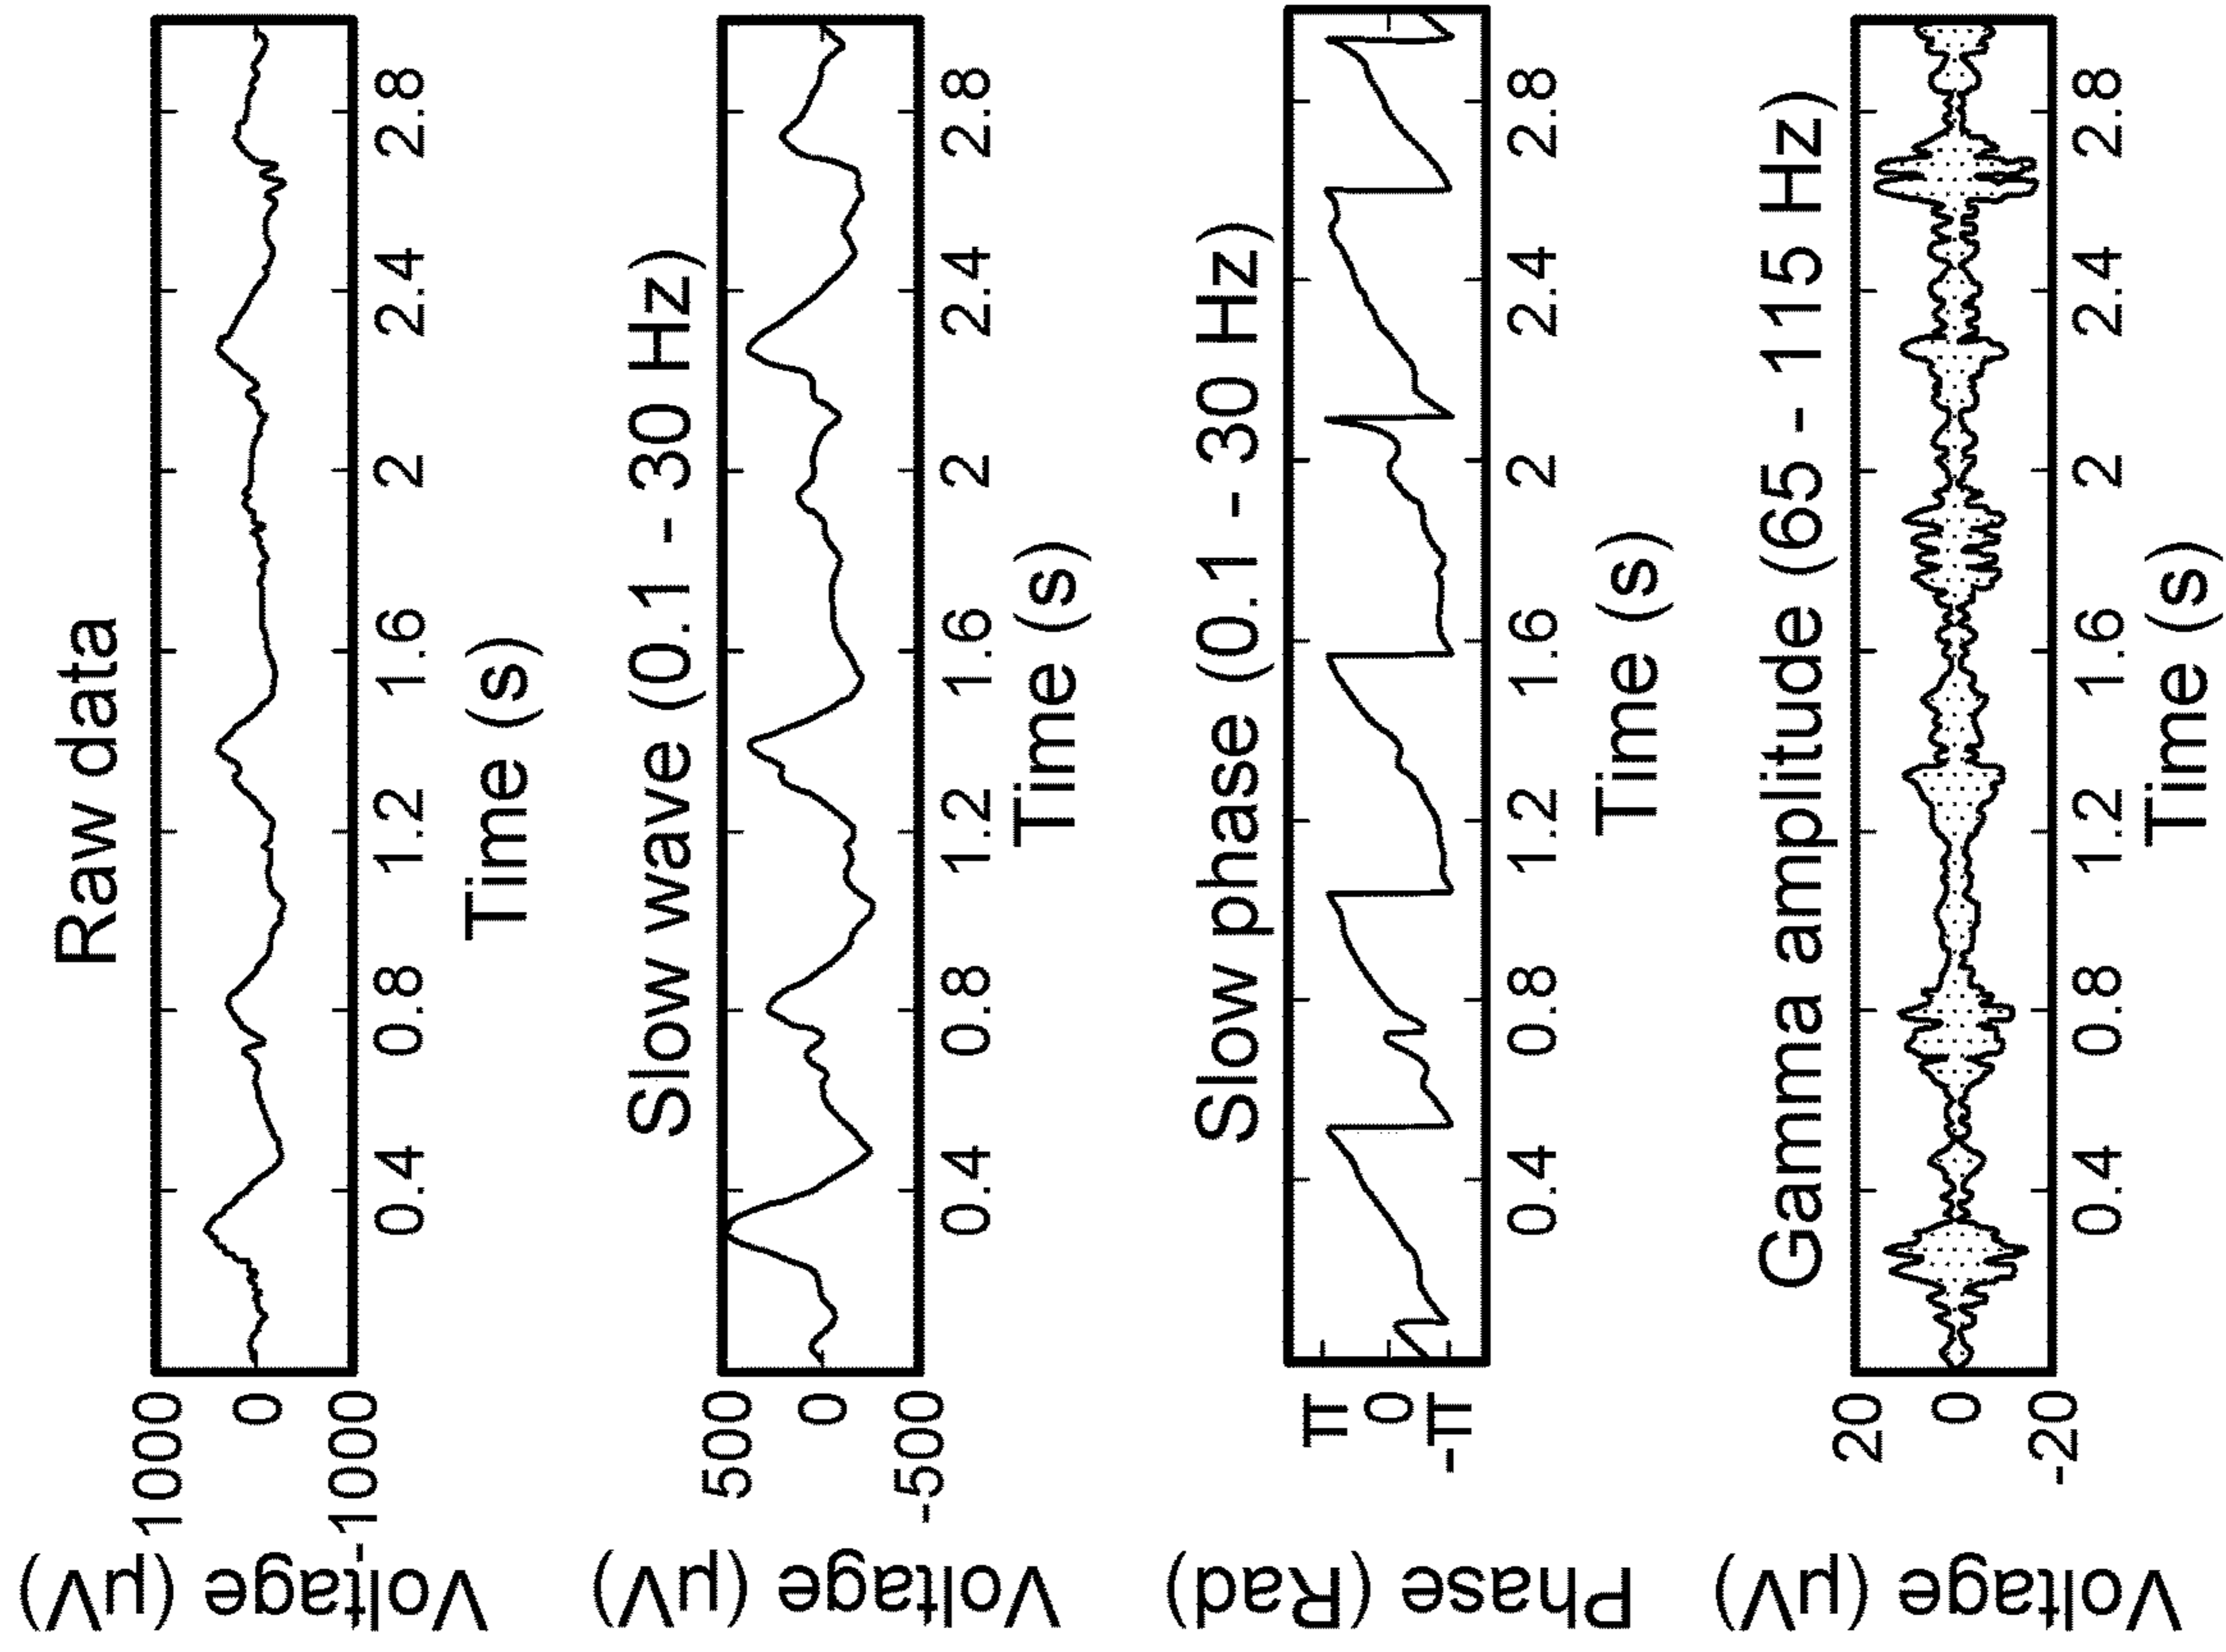 Raw data
Voltage (μV)
1000
0
-1000
0.4 0.8 1.2 1.6 2 2.4 2.8
Time (s)
Slow wave (0.1 - 30 Hz)
Voltage (μV)
500
0
-500
0.4 0.8 1.2 1.6 2 2.4 2.8
Time (s)
Slow phase (0.1 - 30 Hz)
Phase (Rad)
π
0
-π
0.4 0.8 1.2 1.6 2 2.4 2.8
Time (s)
Gamma amplitude (65 - 115 Hz)
Voltage (μV)
20
0
-20
0.4 0.8 1.2 1.6 2 2.4 2.8
Time (s)